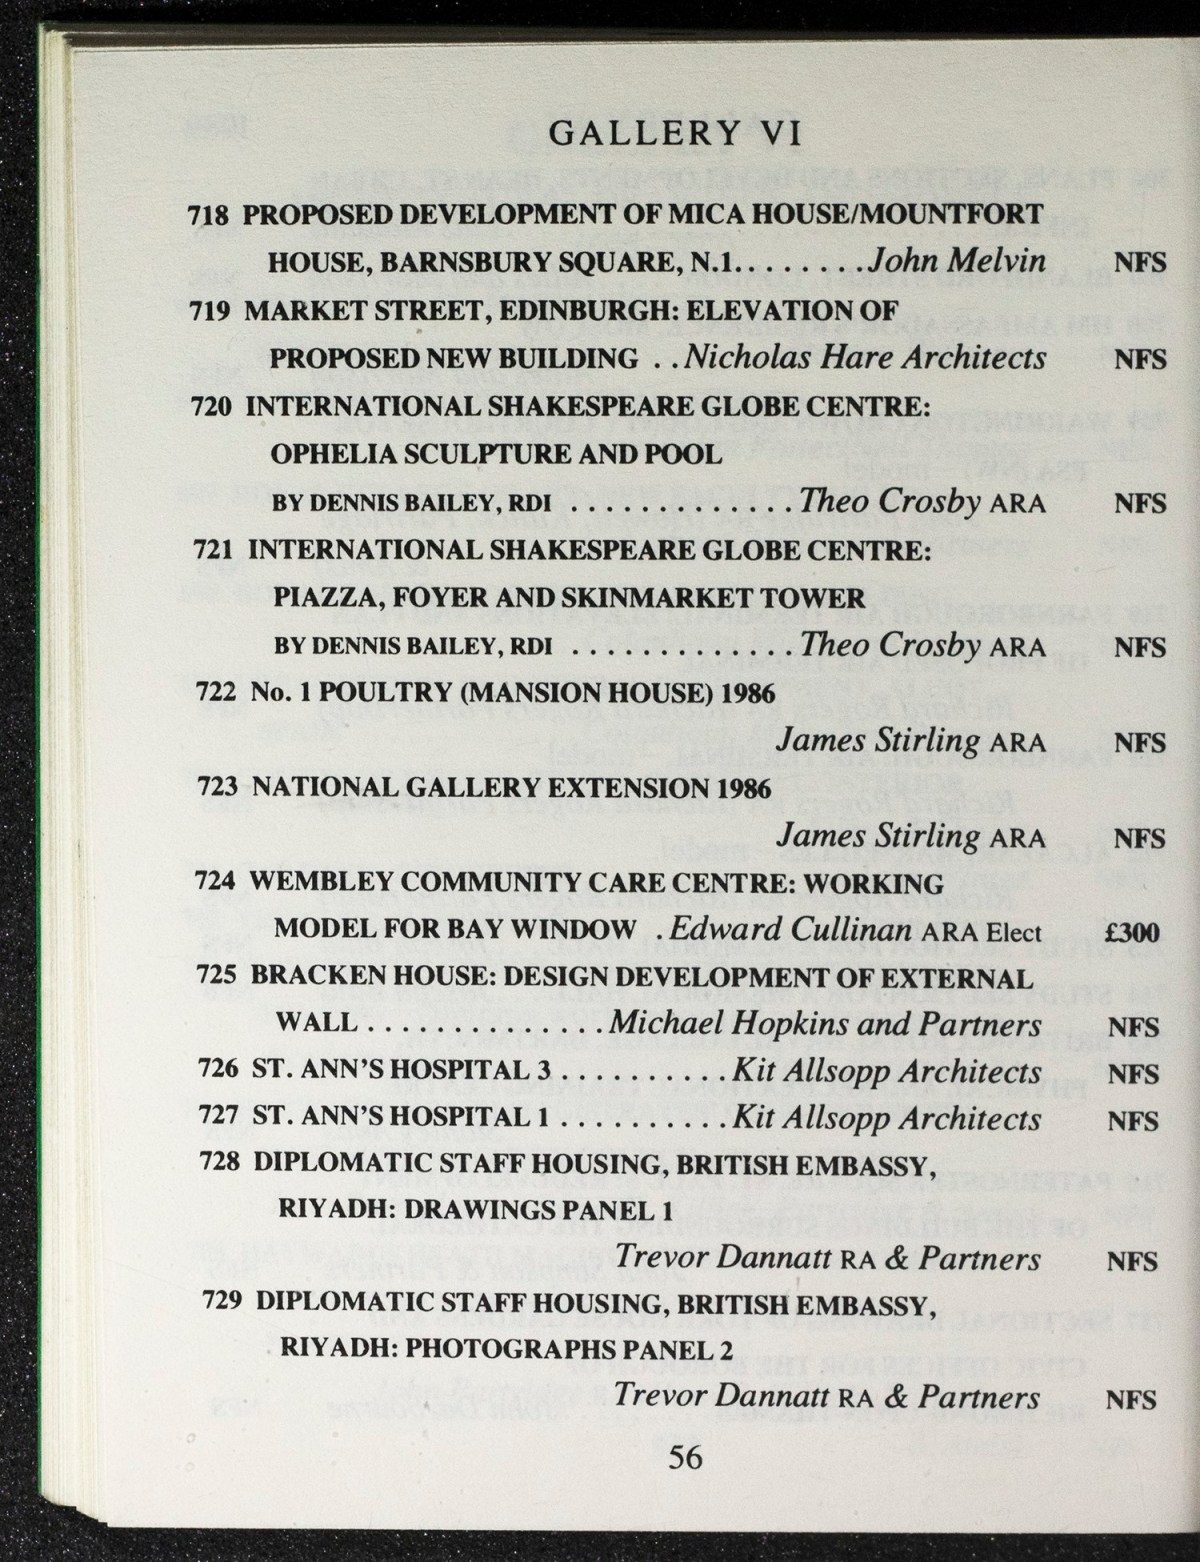 GALLERY VI
718 PROPOSED DEVELOPMENT OF MICA HOUSE/MOUNTFORT
HOUSE, BARNSBURY SQUARE, N.1........John Melvin NFS
719 MARKET STREET, EDINBURGH: ELEVATION OF
PROPOSED NEW BUILDING ..Nicholas Hare Architects NFS
720 INTERNATIONAL SHAKESPEARE GLOBE CENTRE:
OPHELIA SCULPTURE AND POOL
BY DENNIS BAILEY, RDI .............Theo Crosby ARA NFS
721 INTERNATIONAL SHAKESPEARE GLOBE CENTRE:
PIAZZA, FOYER AND SKINMARKET TOWER
BY DENNIS BAILEY, RDI .............Theo Crosby ARA NFS
722 No. 1 POULTRY (MANSION HOUSE) 1986
James Stirling ARA NFS
723 NATIONAL GALLERY EXTENSION 1986
James Stirling ARA NFS
724 WEMBLEY COMMUNITY CARE CENTRE: WORKING
MODEL FOR BAY WINDOW .Edward Cullinan ARA Elect £300
725 BRACKEN HOUSE: DESIGN DEVELOPMENT OF EXTERNAL
WALL..............Michael Hopkins and Partners NFS
726 ST. ANN'S HOSPITAL 3..........Kit Allsopp Architects NFS
727 ST. ANN'S HOSPITAL 1..........Kit Allsopp Architects NFS
728 DIPLOMATIC STAFF HOUSING, BRITISH EMBASSY,
RIYADH: DRAWINGS PANEL 1
Trevor Dannatt RA & Partners NFS
729 DIPLOMATIC STAFF HOUSING, BRITISH EMBASSY,
RIYADH: PHOTOGRAPHS PANEL 2
Trevor Dannatt RA & Partners NFS
56